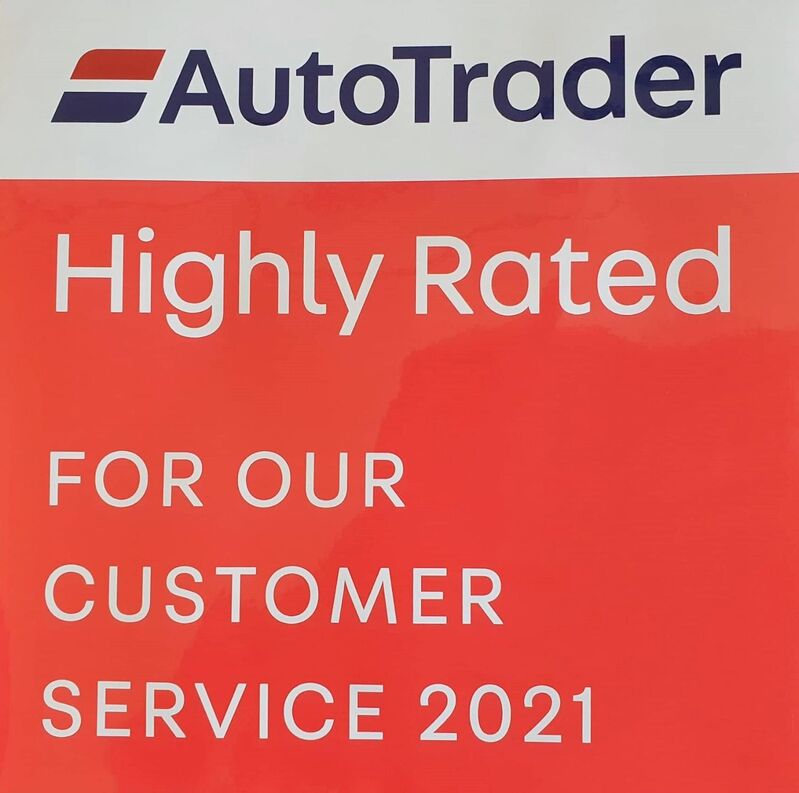 AutoTrader
Highly Rated
FOR OUR
CUSTOMER
SERVICE 2021